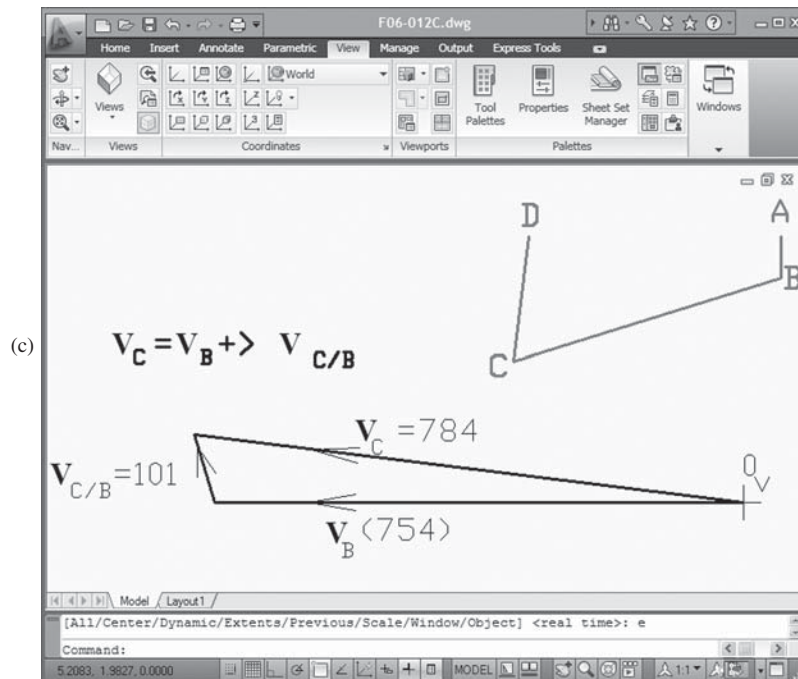 F06-012C.dwg
Home Insert Annotate Parametric View Manage Output Express Tools
World
Views
Tool Palettes
Properties
Sheet Set Manager
Windows
Nav... Views Coordinates Viewports Palettes
D
A
B
C
(c)
V_C = V_B +> V_C/B
V_C = 784
V_C/B = 101
0_V
V_B (754)
Model Layout1
[All/Center/Dynamic/Extents/Previous/Scale/Window/Object] <real time>: e
Command:
5.2083, 1.9827, 0.0000 MODEL 1:1